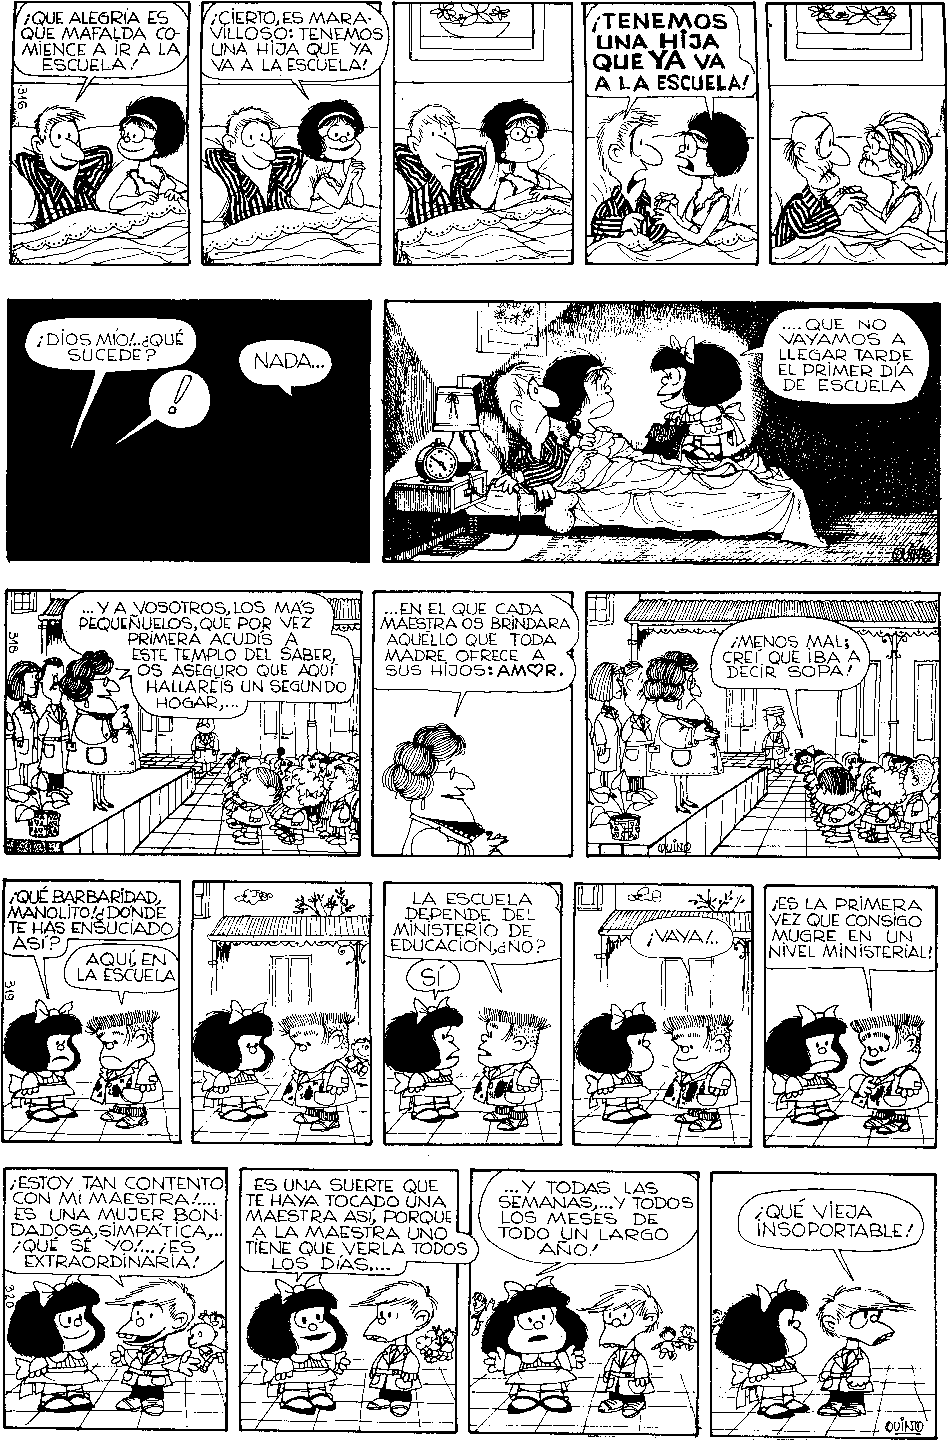 ¡QUE ALEGRÍA ES
QUE MAFALDA CO-
MIENCE A IR A LA
ESCUELA!
316
¡CIERTO, ES MARA-
VILLOSO: TENEMOS
UNA HIJA QUE YA
VA A LA ESCUELA!
¡TENEMOS
UNA HIJA
QUE YA VA
A LA ESCUELA!
¡DIOS MÍO!..¿QUÉ
SUCEDE?
!
NADA...
....QUE NO
VAYAMOS A
LLEGAR TARDE
EL PRIMER DÍA
DE ESCUELA
QUINO
318
...Y A VOSOTROS, LOS MÁS
PEQUEÑUELOS, QUE POR VEZ
PRIMERA ACUDÍS A
ESTE TEMPLO DEL SABER,
OS ASEGURO QUE AQUÍ
HALLARÉIS UN SEGUNDO
HOGAR,...
...EN EL QUE CADA
MAESTRA OS BRINDARÁ
AQUELLO QUE TODA
MADRE OFRECE A
SUS HIJOS: AM♡R.
¡MENOS MAL;
CREÍ QUE IBA A
DECIR SOPA!
QUINO
¡QUÉ BARBARIDAD,
MANOLITO!¿DONDE
TE HAS ENSUCIADO
ASÍ?
AQUÍ, EN
LA ESCUELA
319
LA ESCUELA
DEPENDE DEL
MINISTERIO DE
EDUCACIÓN,¿NO?
SÍ
¡VAYA!..
¡ES LA PRIMERA
VEZ QUE CONSIGO
MUGRE EN UN
NIVEL MINISTERIAL!
¡ESTOY TAN CONTENTO
CON MI MAESTRA!....
ES UNA MUJER BON-
DADOSA, SIMPÁTICA,..
¡QUÉ SÉ YO!...¡ES
EXTRAORDINARIA!
320
ES UNA SUERTE QUE
TE HAYA TOCADO UNA
MAESTRA ASÍ, PORQUE
A LA MAESTRA UNO
TIENE QUE VERLA TODOS
LOS DÍAS,...
...Y TODAS LAS
SEMANAS,...Y TODOS
LOS MESES DE
TODO UN LARGO
AÑO!
¡QUÉ VIEJA
INSOPORTABLE!
QUINO